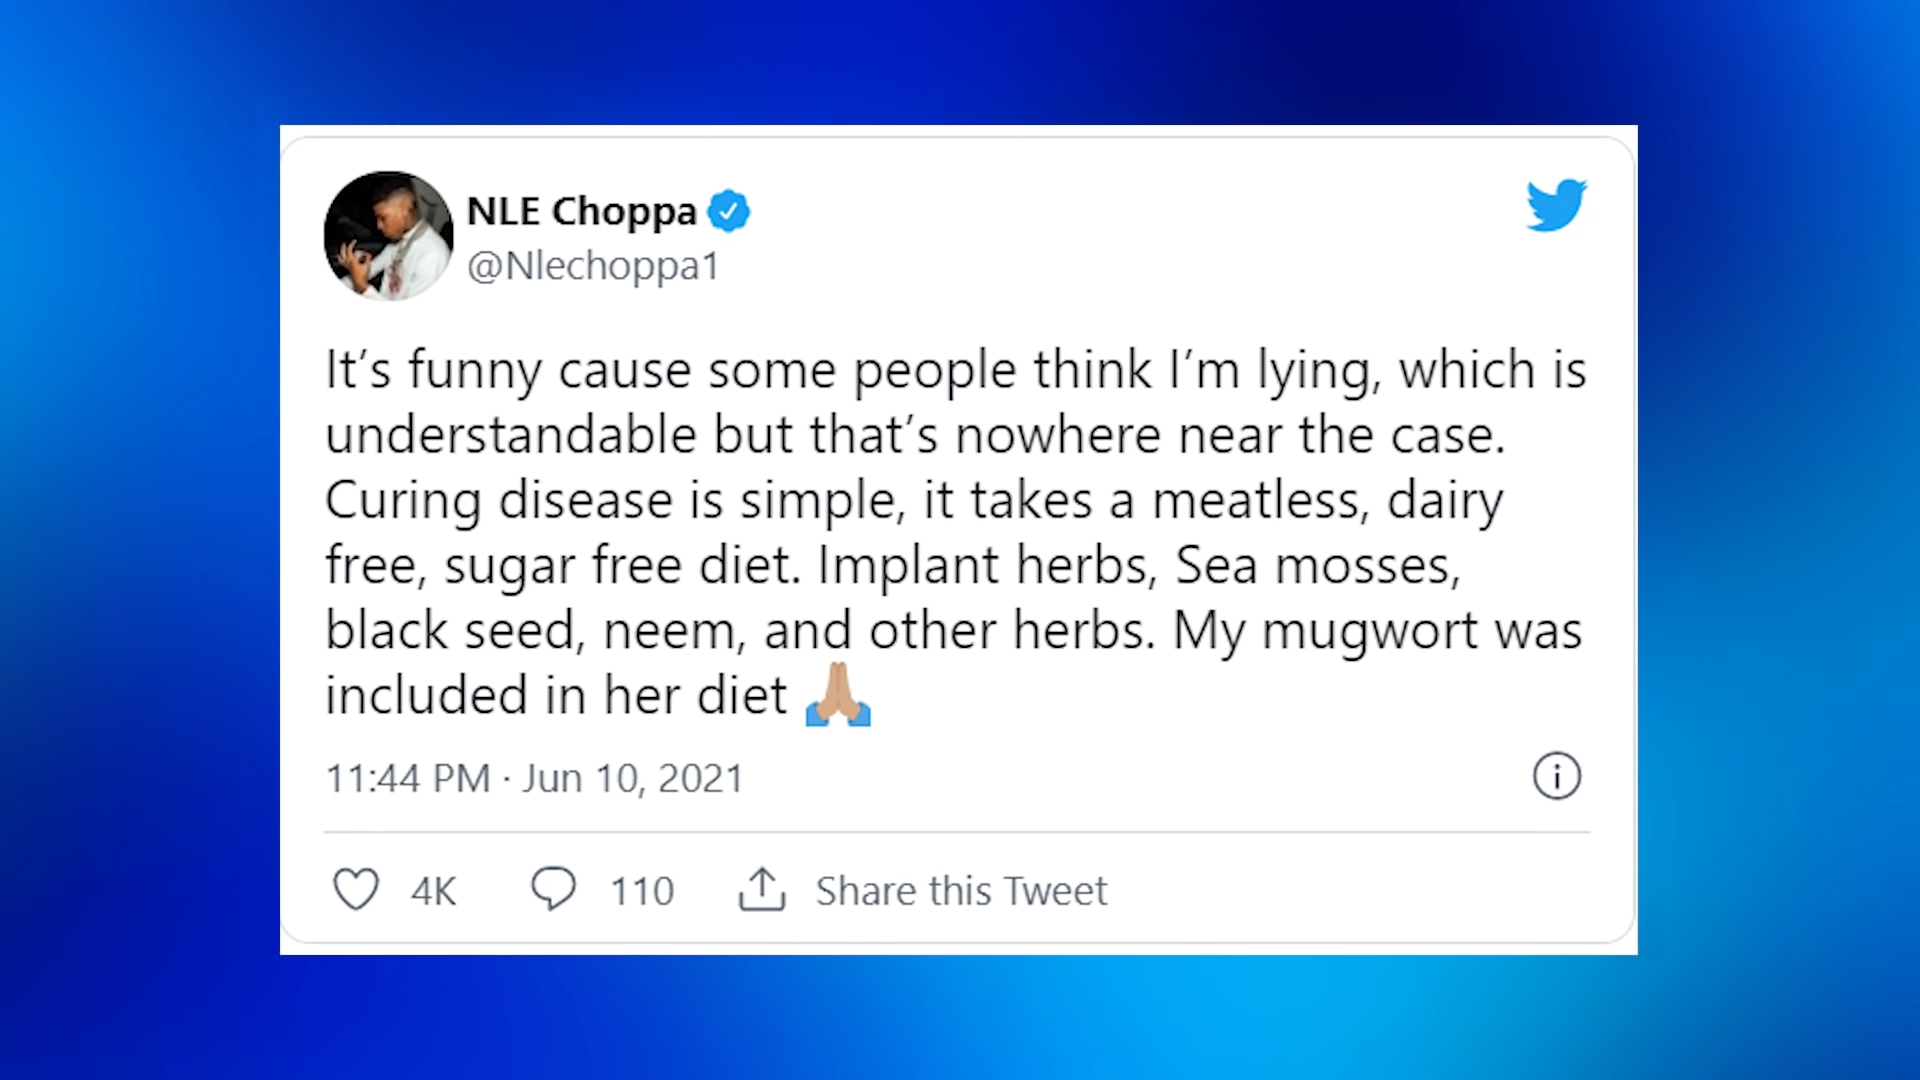 NLE Choppa
@Nlechoppa1
It’s funny cause some people think I’m lying, which is
understandable but that’s nowhere near the case.
Curing disease is simple, it takes a meatless, dairy
free, sugar free diet. Implant herbs, Sea mosses,
black seed, neem, and other herbs. My mugwort was
included in her diet 🙏🏽
11:44 PM · Jun 10, 2021
4K 110 Share this Tweet